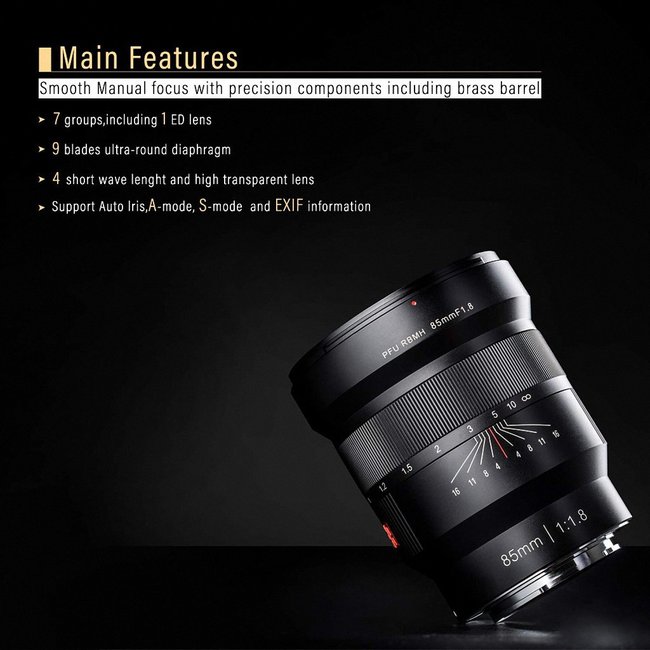 Main Features
Smooth Manual focus with precision components including brass barrel
➤ 7 groups,including 1 ED lens
➤ 9 blades ultra-round diaphragm
➤ 4 short wave lenght and high transparent lens
➤ Support Auto Iris,A-mode, S-mode and EXIF information
PFU RBMH 85mmF1.8
1.2 1.5 2 3 5 10 ∞
16 11 8 4 4 8 11 16
85mm | 1:1.8